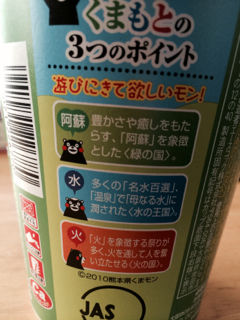 くまもとの
3つのポイント
遊びにきて欲しいモン!
阿蘇
豊かさや癒しをもた
らす、「阿蘇」を象徴
とした〈緑の国〉。
水
多くの「名水百選」、
「温泉」で「母なる水」に
潤された〈水の王国〉。
火
「火」を象徴する祭りが
多く、火を通して人を奮
い立たせる〈火の国〉。
©2010熊本県くまモン
JAS